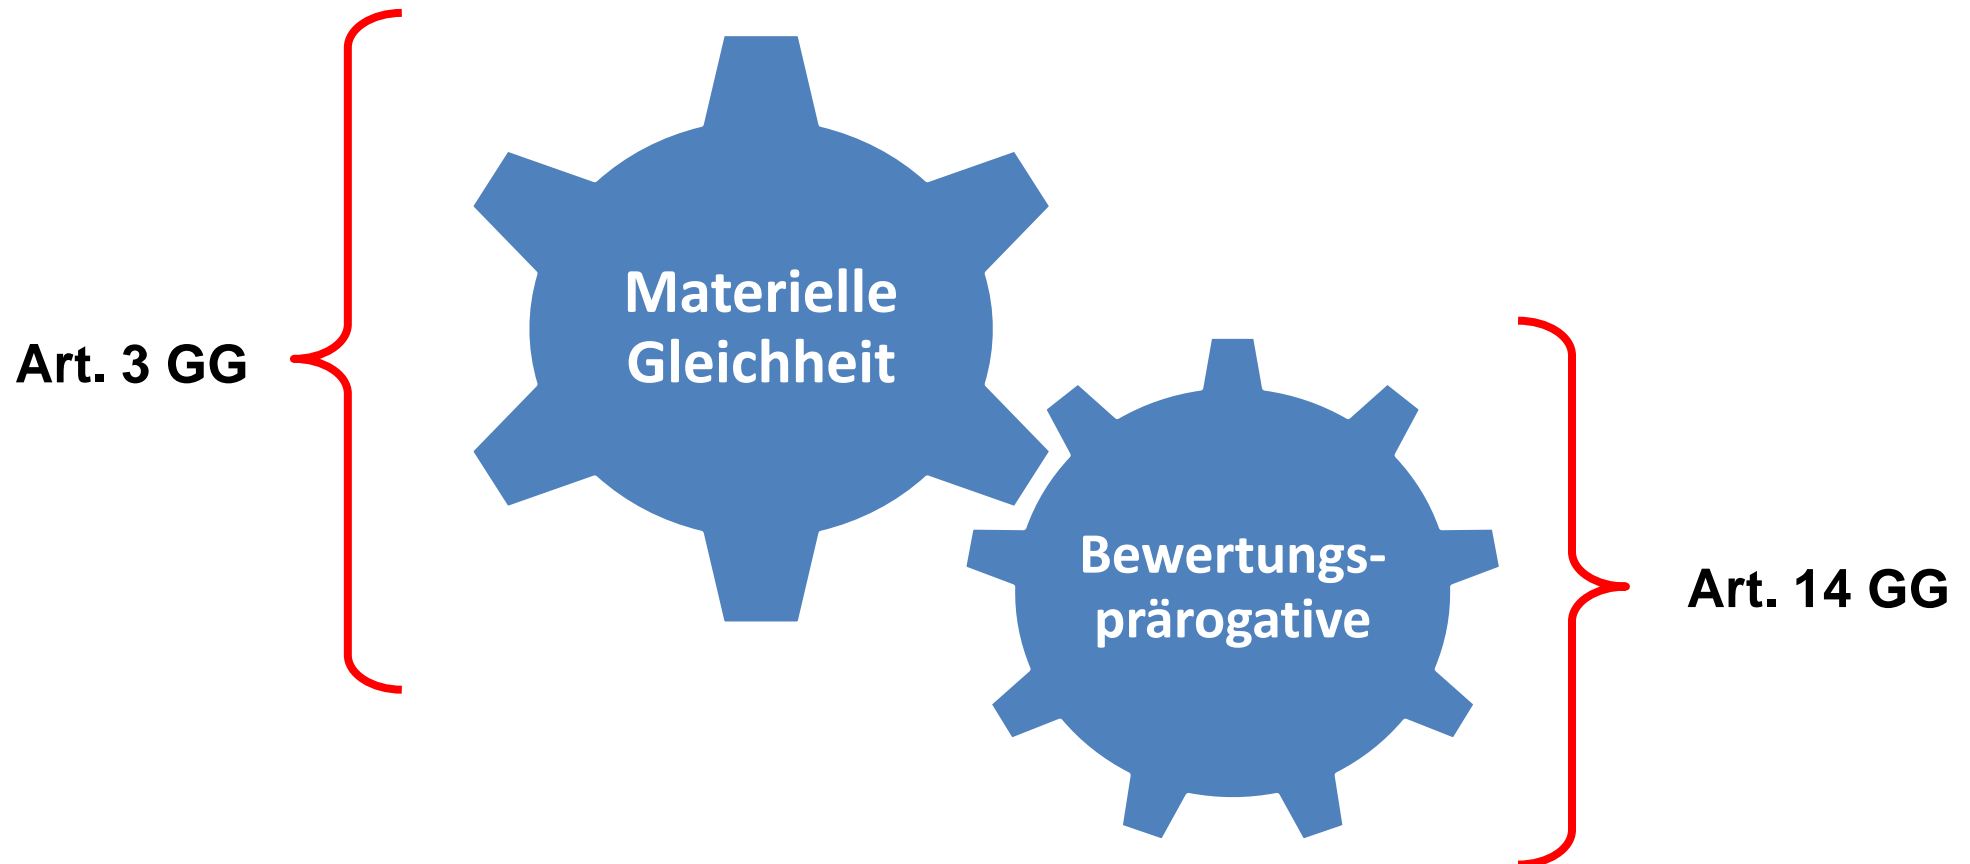 Materielle
Gleichheit
Art. 3 GG
Bewertungs-
prärogative
Art. 14 GG